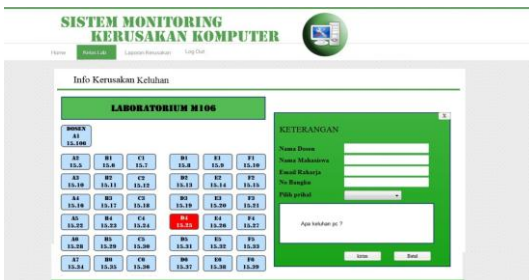 SISTEM MONITORING
KERUSAKAN KOMPUTER
Home Kelas Lab Laporan Kerusakan Log Out
Info Kerusakan Keluhan
LABORATORIUM M106
DOSEN
A1
15.106
A2 B1 C1 D1 E1 F1
15.5 15.6 15.7 15.8 15.9 15.10
A3 B2 C2 D2 E2 F2
15.10 15.11 15.12 15.13 15.14 15.15
A4 B3 C3 D3 E3 F3
15.16 15.17 15.18 15.19 15.20 15.21
A5 B4 C4 D4 E4 F4
15.22 15.23 15.24 15.25 15.26 15.27
A6 B5 C5 D5 E5 F5
15.28 15.29 15.30 15.31 15.32 15.33
A7 B6 C6 D6 E6 F6
15.34 15.35 15.36 15.37 15.38 15.39
X
KETERANGAN
Nama Dosen
Nama Mahasiswa
Email Raharja
No Bangku
Pilih prihal
Apa keluhan pc ?
Batal